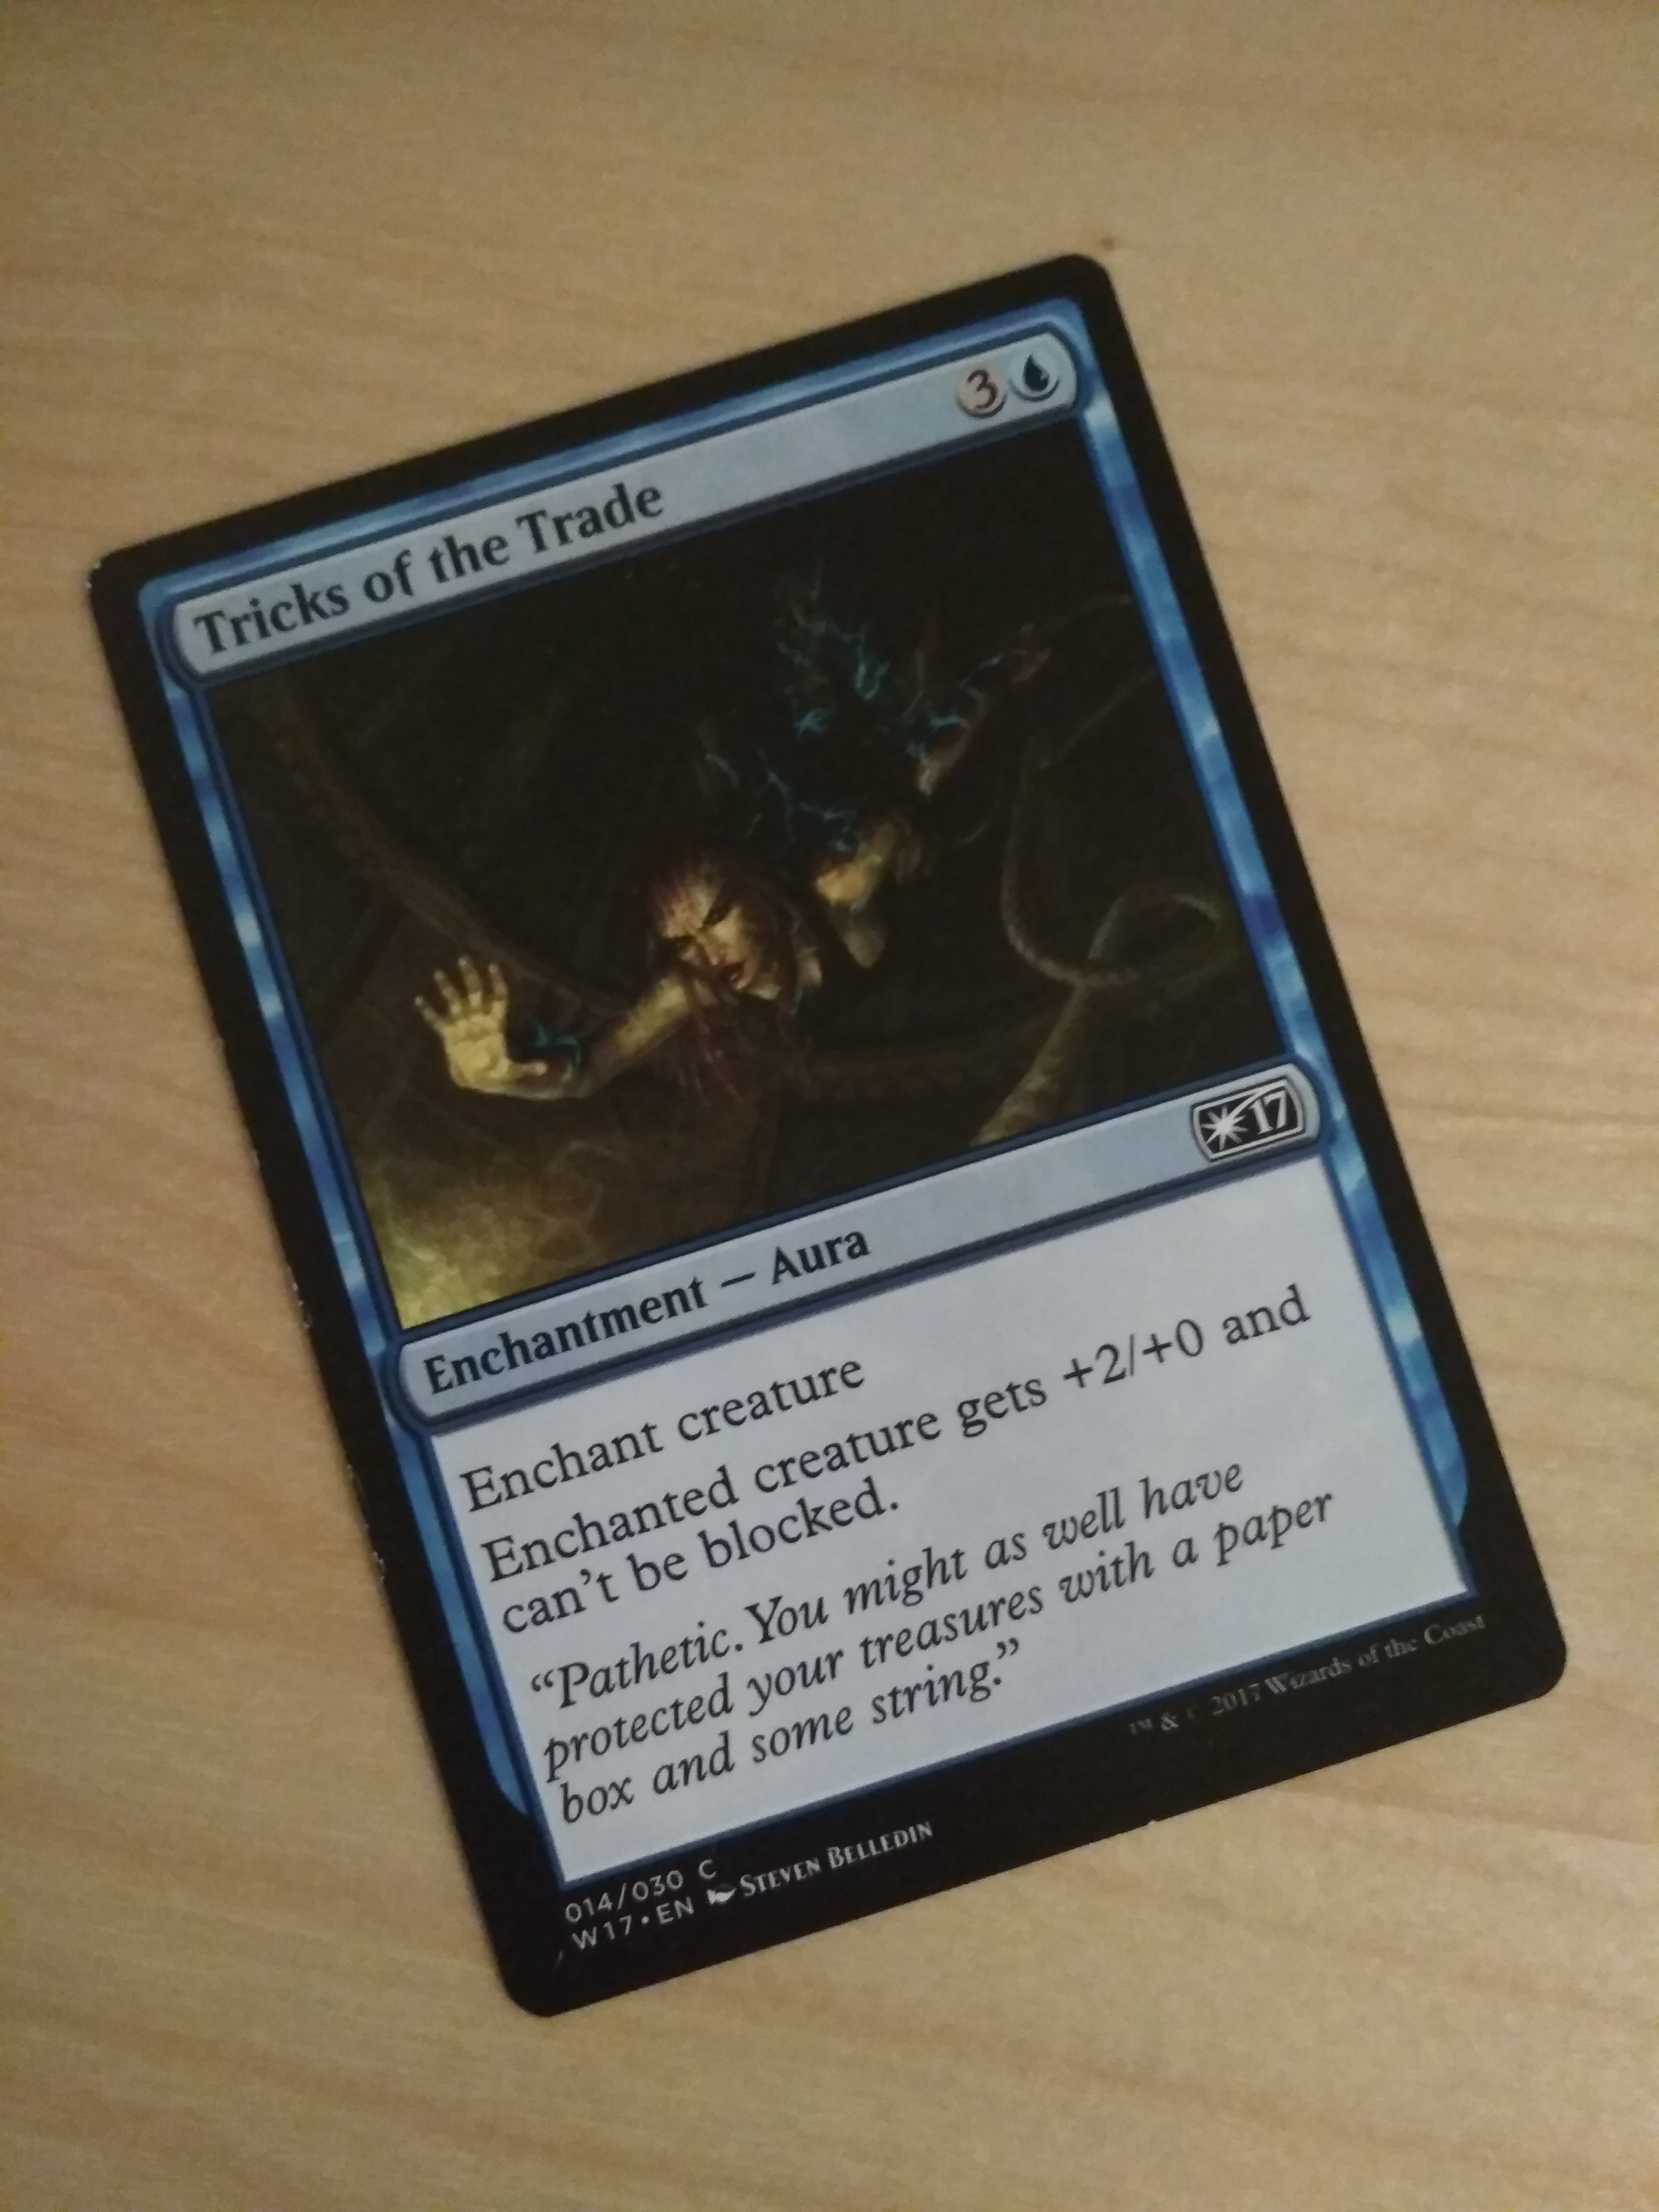 Tricks of the Trade 3
17
Enchantment — Aura
Enchant creature
Enchanted creature gets +2/+0 and
can't be blocked.
“Pathetic. You might as well have
protected your treasures with a paper
box and some string.”
014/030 C
W17•EN STEVEN BELLEDIN
™ & © 2017 Wizards of the Coast